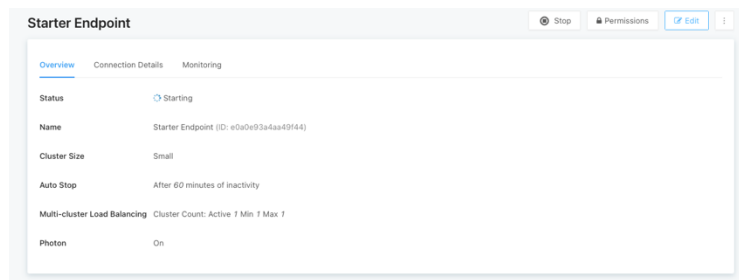 Starter Endpoint
Stop
Permissions
Edit
Overview Connection Details Monitoring
Status Starting
Name Starter Endpoint (ID: e0a0e93a4aa49f44)
Cluster Size Small
Auto Stop After 60 minutes of inactivity
Multi-cluster Load Balancing Cluster Count: Active 1 Min 1 Max 1
Photon On